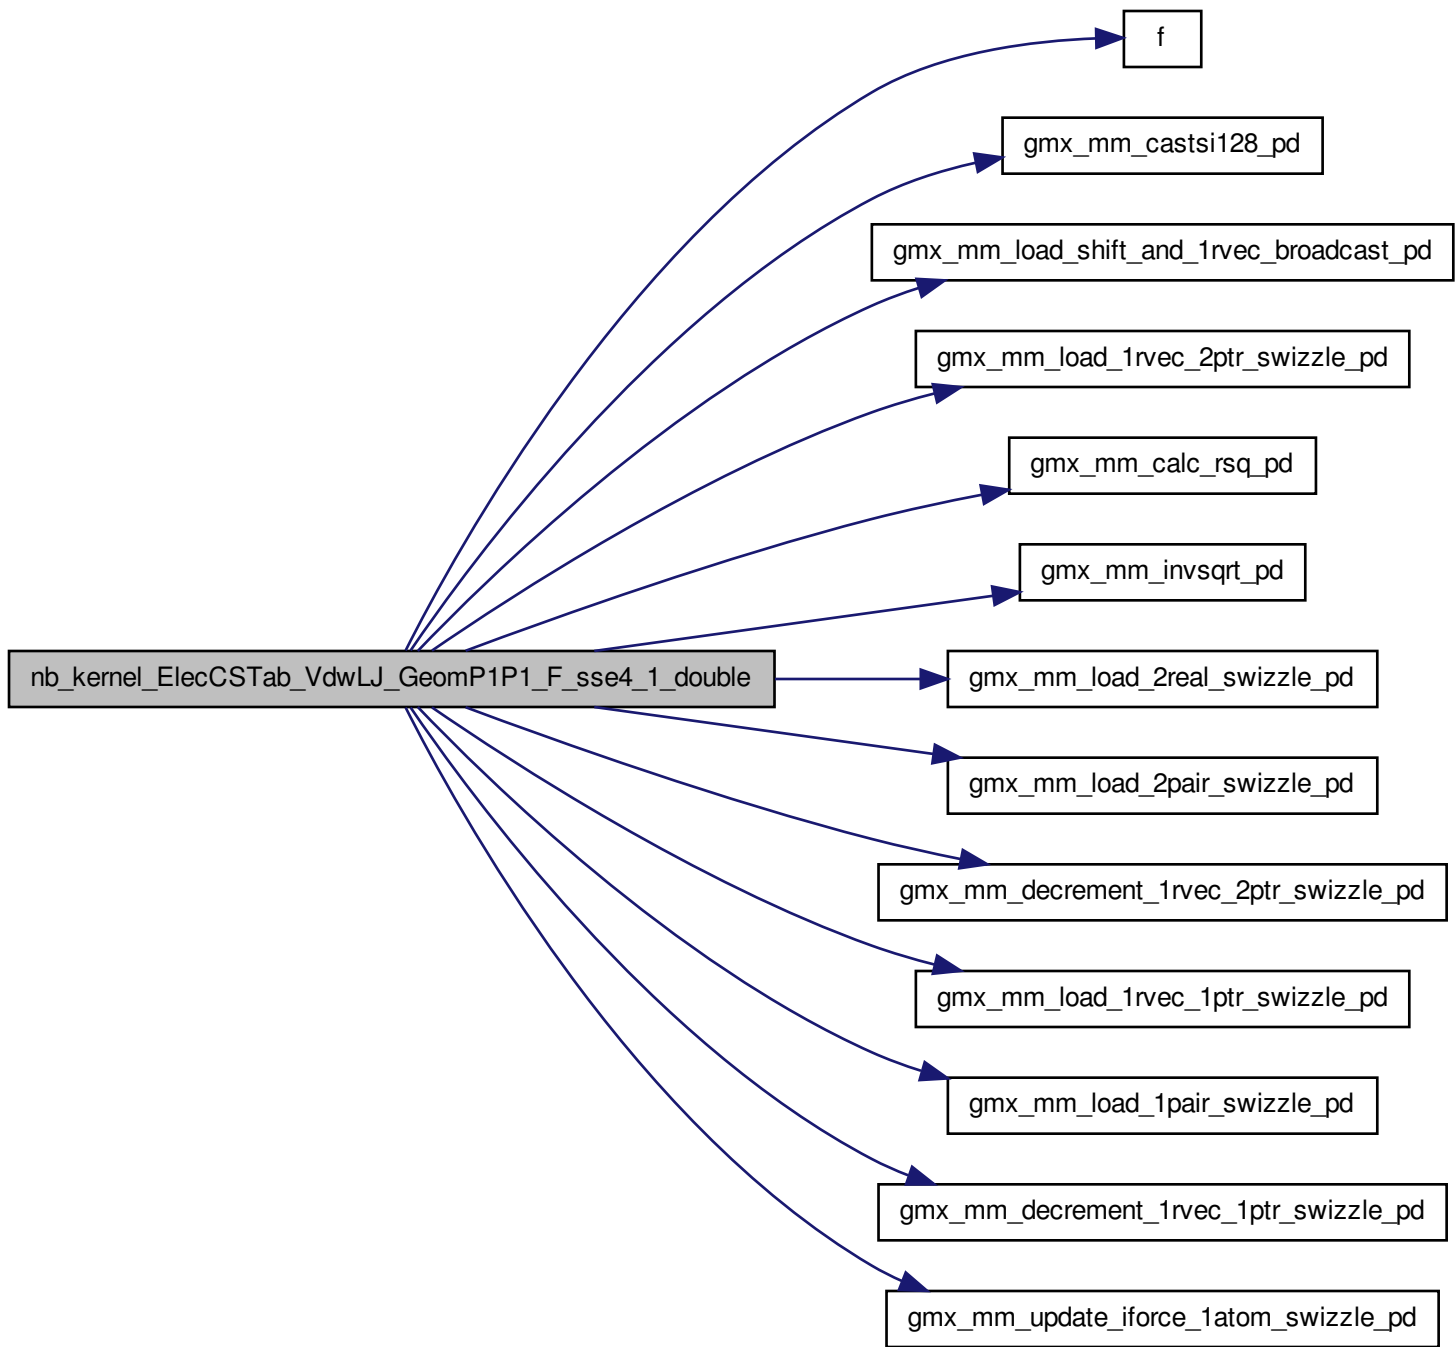 f
gmx_mm_castsi128_pd
gmx_mm_load_shift_and_1rvec_broadcast_pd
gmx_mm_load_1rvec_2ptr_swizzle_pd
gmx_mm_calc_rsq_pd
gmx_mm_invsqrt_pd
nb_kernel_ElecCSTab_VdwLJ_GeomP1P1_F_sse4_1_double
gmx_mm_load_2real_swizzle_pd
gmx_mm_load_2pair_swizzle_pd
gmx_mm_decrement_1rvec_2ptr_swizzle_pd
gmx_mm_load_1rvec_1ptr_swizzle_pd
gmx_mm_load_1pair_swizzle_pd
gmx_mm_decrement_1rvec_1ptr_swizzle_pd
gmx_mm_update_iforce_1atom_swizzle_pd